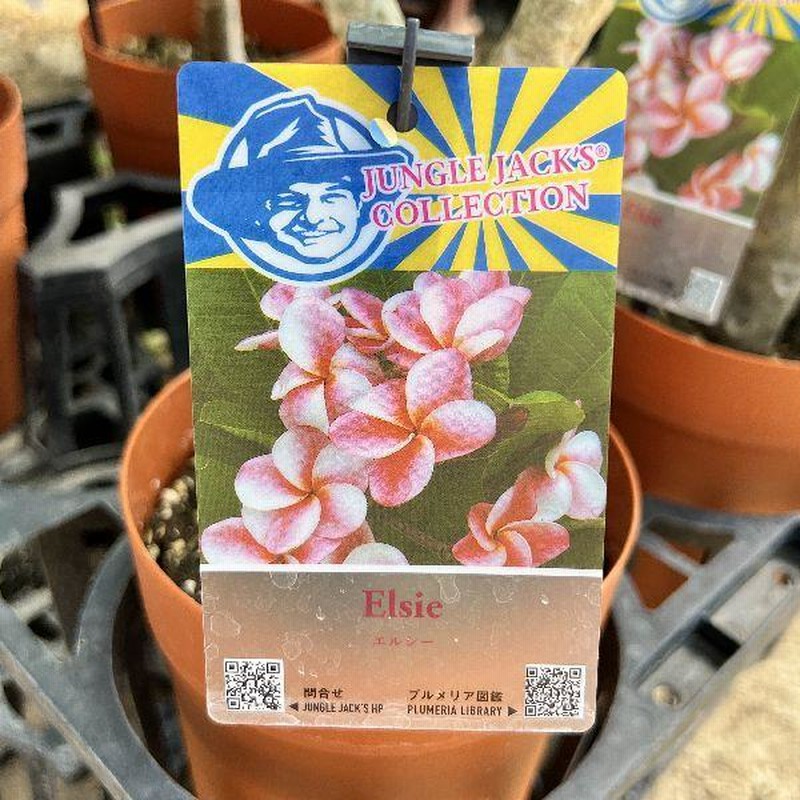 JUNGLE JACK'S®
COLLECTION
Elsie
エルシー
問合せ
◀ JUNGLE JACK'S HP
プルメリア図鑑
PLUMERIA LIBRARY ▶
Elsie